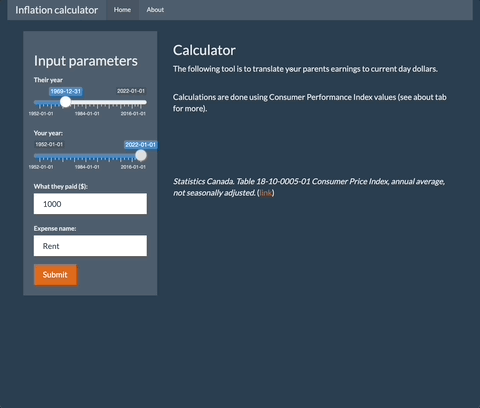 Inflation calculator Home About
Input parameters
Their year
1969-12-31 2022-01-01
1952-01-01 1984-01-01 2016-01-01
Your year:
1952-01-01 2022-01-01
1952-01-01 1984-01-01 2016-01-01
What they paid ($):
1000
Expense name:
Rent
Submit
Calculator
The following tool is to translate your parents earnings to current day dollars.
Calculations are done using Consumer Performance Index values (see about tab
for more).
Statistics Canada. Table 18-10-0005-01 Consumer Price Index, annual average,
not seasonally adjusted. (link)